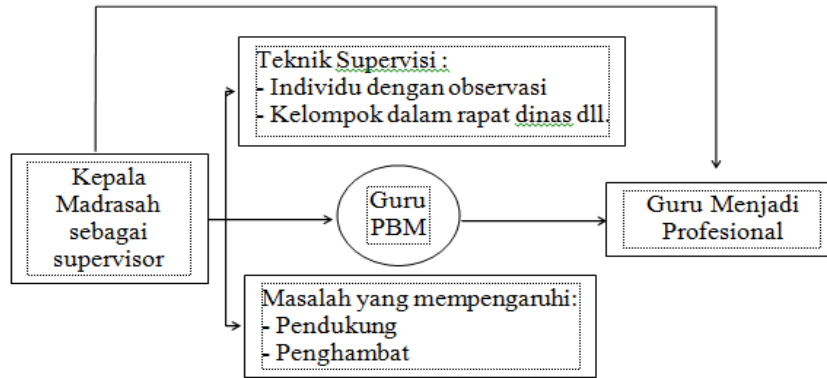 Teknik Supervisi :
- Individu dengan observasi
- Kelompok dalam rapat dinas dll.
Kepala
Madrasah
sebagai
supervisor
Guru
PBM
Guru Menjadi
Profesional
Masalah yang mempengaruhi:
- Pendukung
- Penghambat